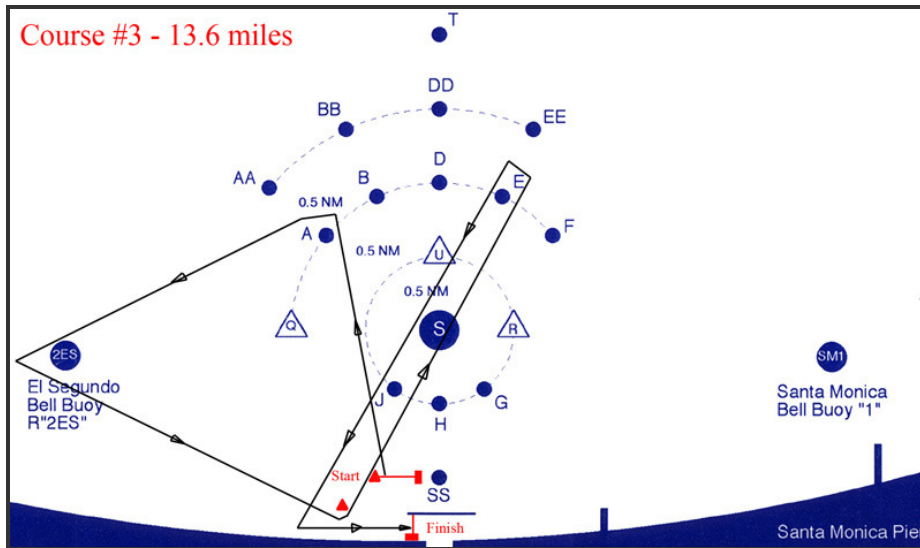 Course #3 - 13.6 miles
T
DD
BB
EE
D
AA
B
E
0.5 NM
A
F
0.5 NM
U
0.5 NM
Q
S
R
2ES
SM1
El Segundo
Bell Buoy
R"2ES"
Santa Monica
Bell Buoy "1"
J
G
H
Start
SS
Finish
Santa Monica Pie